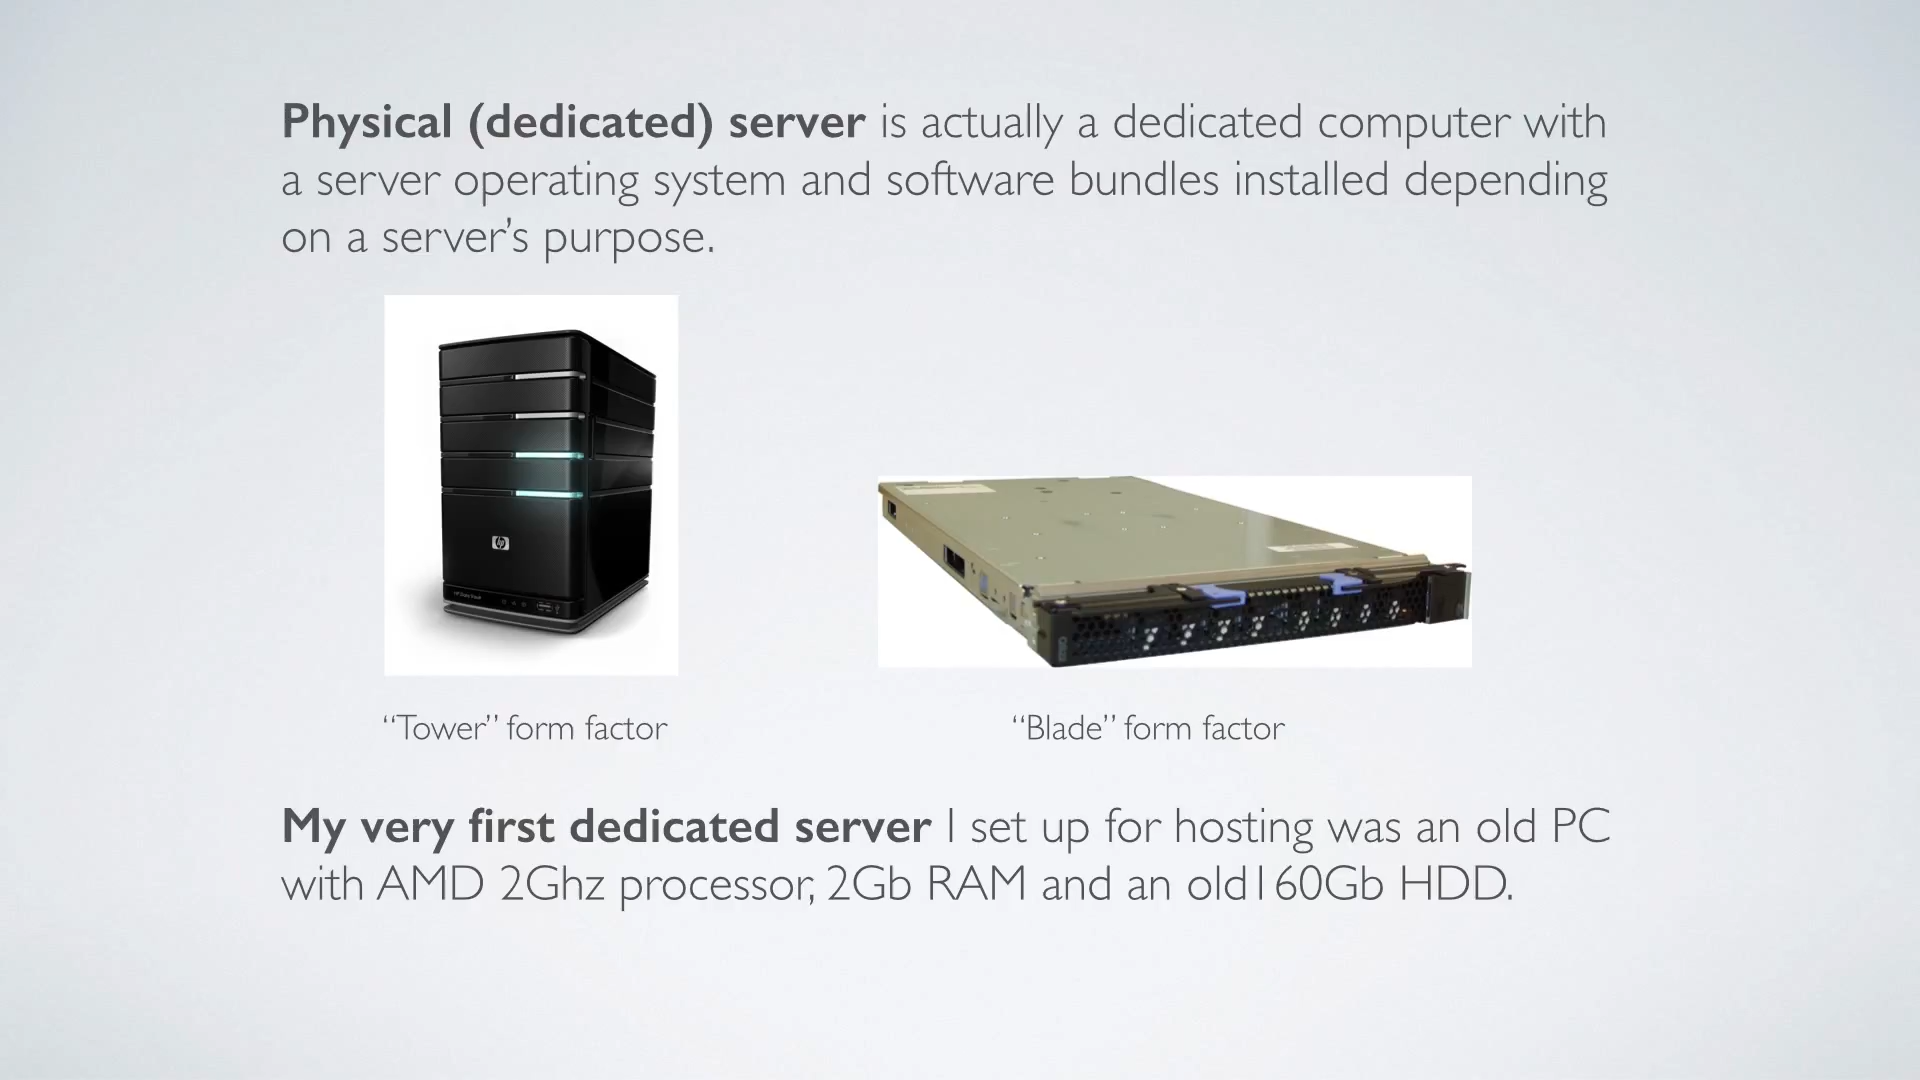 Physical (dedicated) server is actually a dedicated computer with
a server operating system and software bundles installed depending
on a server’s purpose.
hp
“Tower” form factor
“Blade” form factor
My very first dedicated server I set up for hosting was an old PC
with AMD 2Ghz processor, 2Gb RAM and an old160Gb HDD.